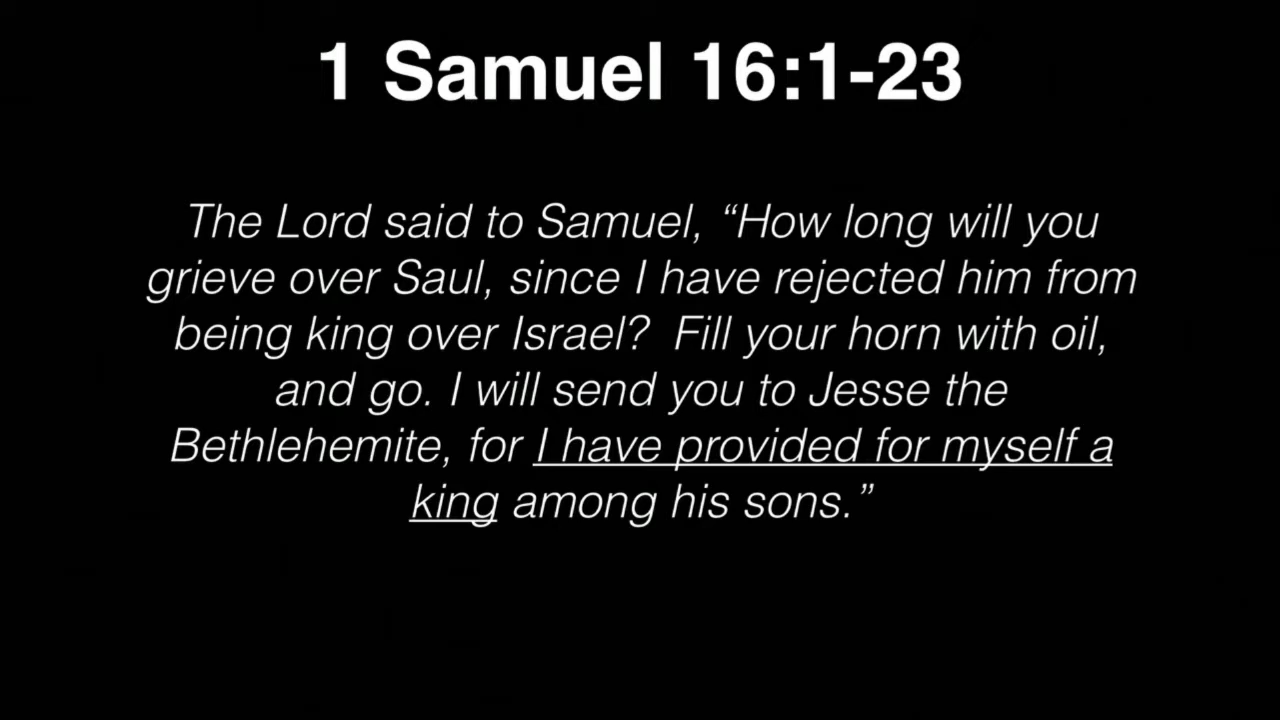 1 Samuel 16:1-23
The Lord said to Samuel, “How long will you
grieve over Saul, since I have rejected him from
being king over Israel?  Fill your horn with oil,
and go. I will send you to Jesse the
Bethlehemite, for I have provided for myself a
king among his sons.”